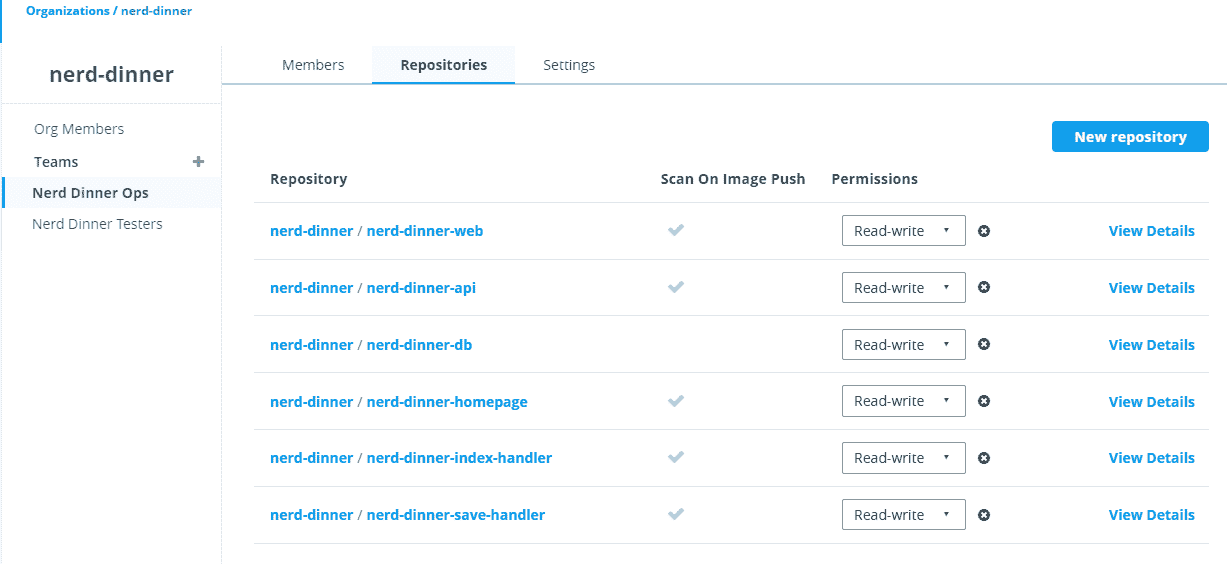 Organizations / nerd-dinner
nerd-dinner
Members Repositories Settings
Org Members
Teams
Nerd Dinner Ops
Nerd Dinner Testers
New repository
Repository Scan On Image Push Permissions
nerd-dinner / nerd-dinner-web Read-write View Details
nerd-dinner / nerd-dinner-api Read-write View Details
nerd-dinner / nerd-dinner-db Read-write View Details
nerd-dinner / nerd-dinner-homepage Read-write View Details
nerd-dinner / nerd-dinner-index-handler Read-write View Details
nerd-dinner / nerd-dinner-save-handler Read-write View Details